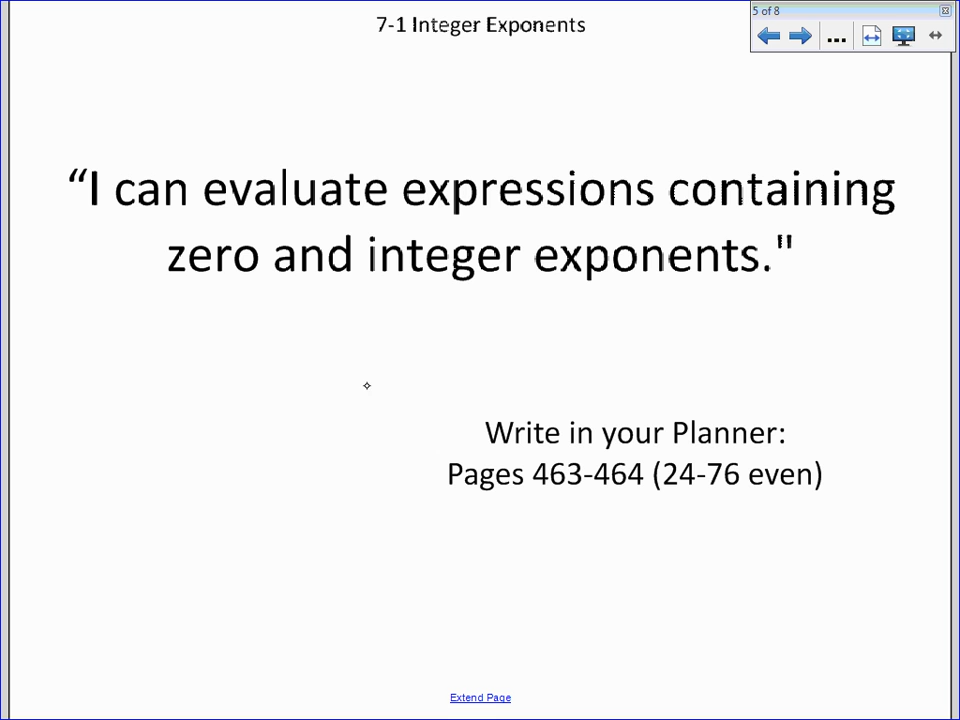 7-1 Integer Exponents
5 of 8
“I can evaluate expressions containing
zero and integer exponents."
Write in your Planner:
Pages 463-464 (24-76 even)
Extend Page